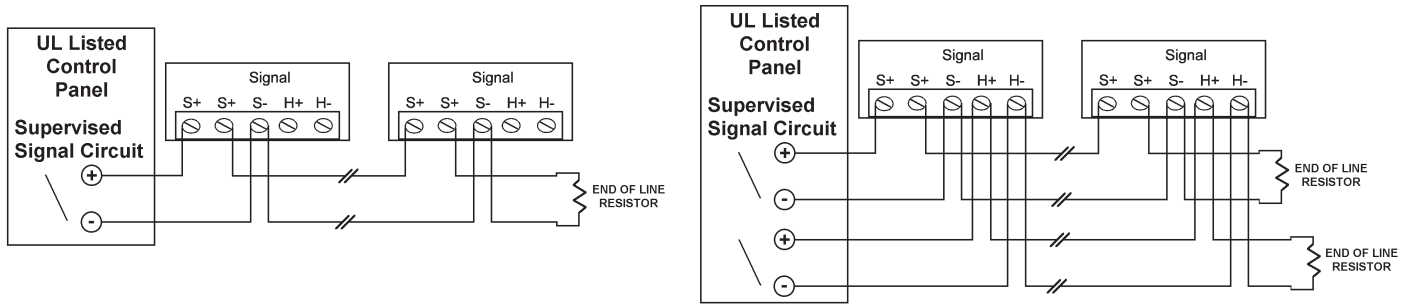 UL Listed
Control
Panel
Supervised
Signal Circuit
+
-
Signal
S+ S+ S- H+ H-
Signal
S+ S+ S- H+ H-
END OF LINE
RESISTOR
UL Listed
Control
Panel
Supervised
Signal Circuit
+
-
+
-
Signal
S+ S+ S- H+ H-
Signal
S+ S+ S- H+ H-
END OF LINE
RESISTOR
END OF LINE
RESISTOR